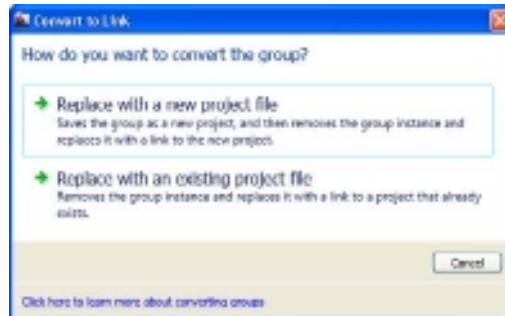 Convert to Link
How do you want to convert the group?
Replace with a new project file
Saves the group as a new project, and then removes the group instance and
replaces it with a link to the new project.
Replace with an existing project file
Removes the group instance and replaces it with a link to a project that already
exists.
Cancel
Click here to learn more about converting groups